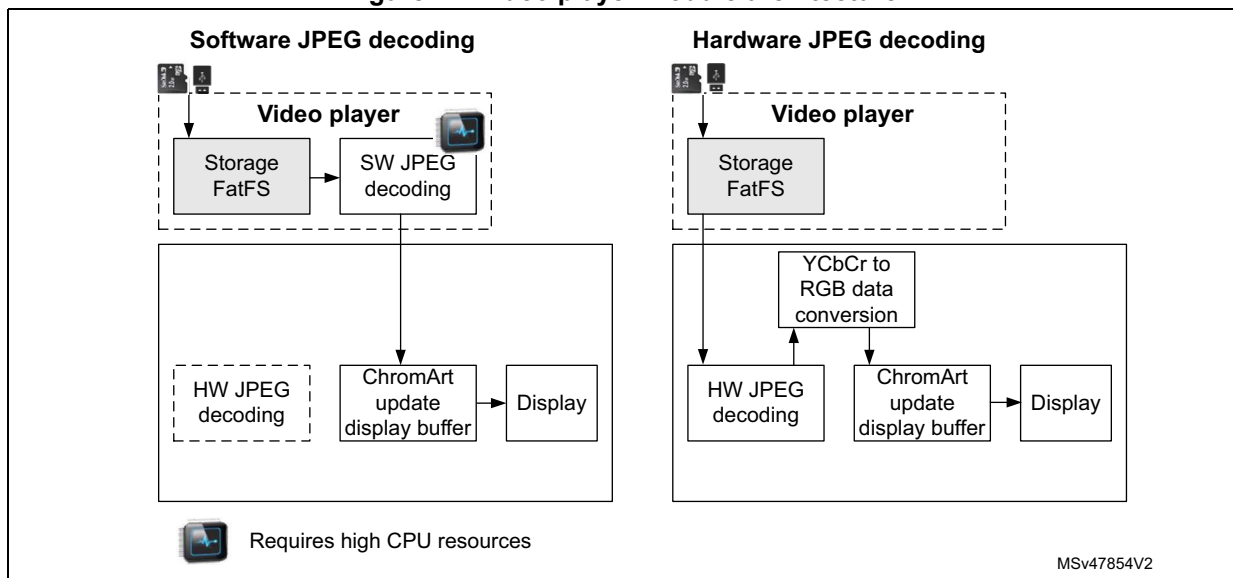 Software JPEG decoding
Video player
Storage
FatFS
SW JPEG
decoding
HW JPEG
decoding
ChromArt
update
display buffer
Display
Hardware JPEG decoding
Video player
Storage
FatFS
YCbCr to
RGB data
conversion
HW JPEG
decoding
ChromArt
update
display buffer
Display
Requires high CPU resources
MSv47854V2